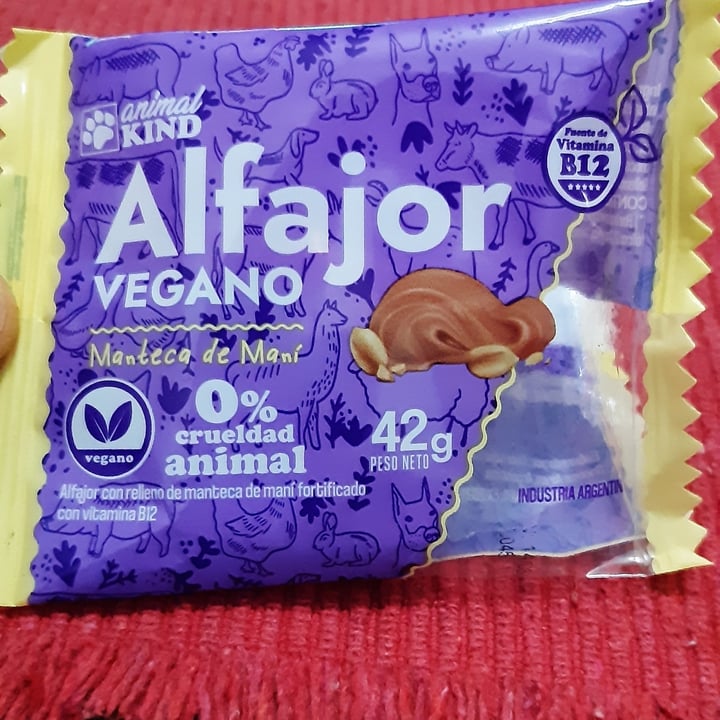 animal
KIND
Alfajor
VEGANO
Manteca de Maní
Fuente de
Vitamina
B12
vegano
0%
crueldad
animal
42g
PESO NETO
Alfajor con relleno de manteca de maní fortificado
con vitamina B12
INDUSTRIA